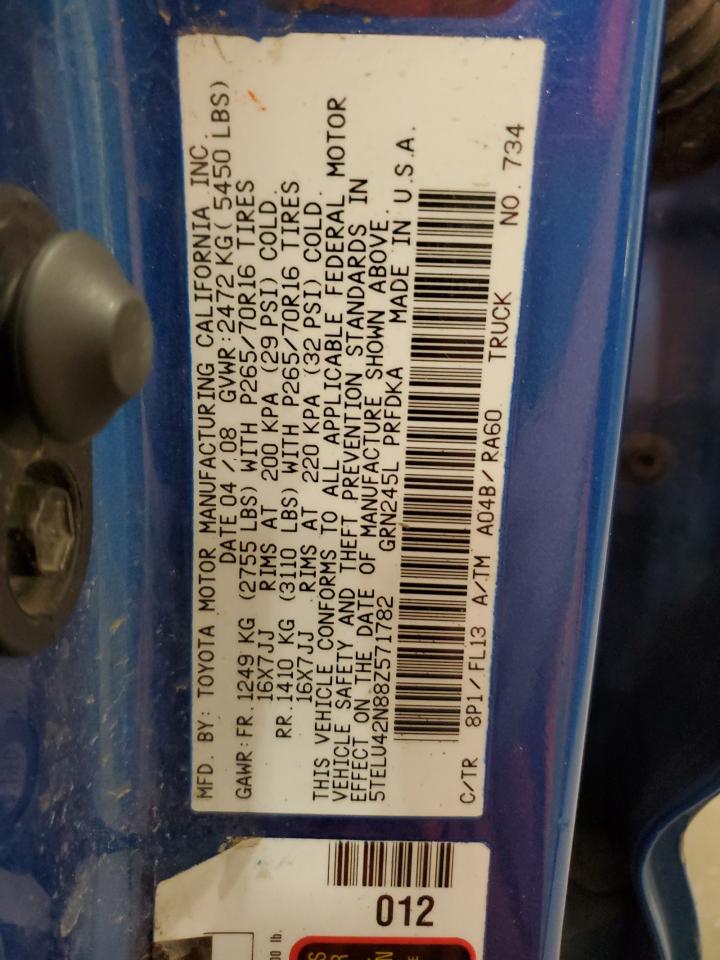 MFD. BY: TOYOTA MOTOR MANUFACTURING CALIFORNIA INC.
DATE 04 /.08 GVWR:2472 KG( 5450 LBS)
GAWR:FR.1249 KG (2755 LBS) WITH P265/70R16 TIRES
16X7JJ RIMS AT 200 KPA (29 PSI) COLD.
RR.1410 KG (3110 LBS) WITH P265/70R16 TIRES
16X7JJ RIMS AT 220 KPA (32 PSI) COLD.
THIS VEHICLE CONFORMS TO ALL APPLICABLE FEDERAL MOTOR
VEHICLE SAFETY AND THEFT PREVENTION STANDARDS IN
EFFECT ON THE DATE OF MANUFACTURE SHOWN ABOVE.
5TELU42N88Z571782 GRN245L PRFDKA MADE IN U.S.A.
C/TR 8P1/FL13 A/TM A04B/RA60 TRUCK NO. 734
012